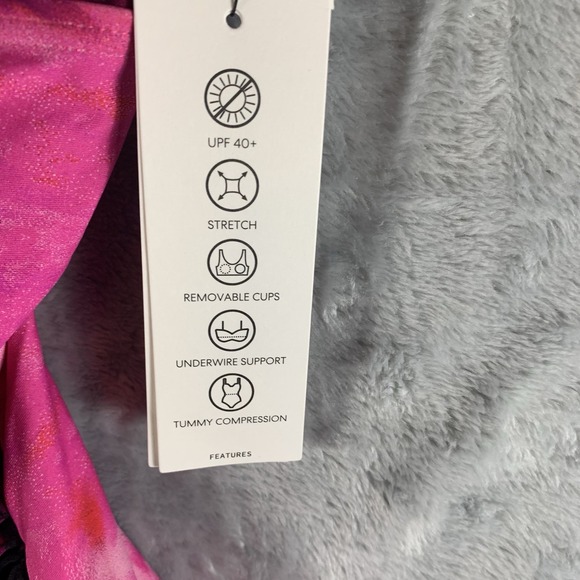 UPF 40+
STRETCH
REMOVABLE CUPS
UNDERWIRE SUPPORT
TUMMY COMPRESSION
FEATURES